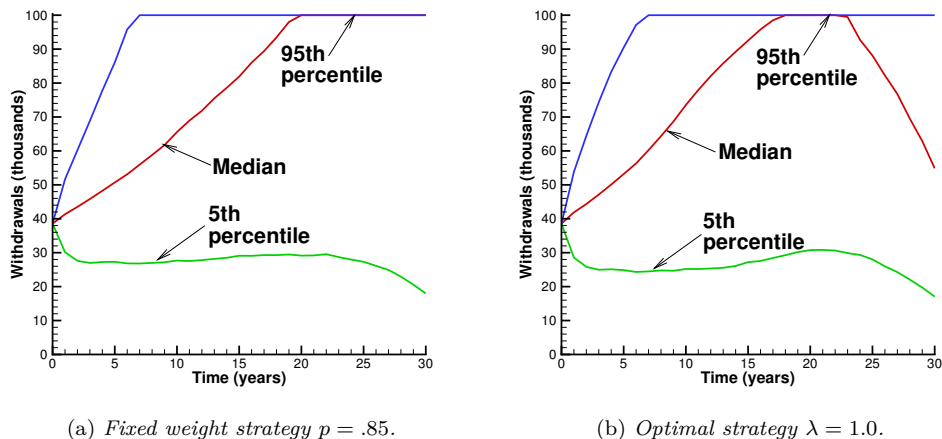 100
90
80
70
60
50
40
30
20
10
0
Withdrawals (thousands)
0 5 10 15 20 25 30
Time (years)
95th
percentile
Median
5th
percentile
(a) Fixed weight strategy p = .85.
100
90
80
70
60
50
40
30
20
10
0
Withdrawals (thousands)
0 5 10 15 20 25 30
Time (years)
95th
percentile
Median
5th
percentile
(b) Optimal strategy λ = 1.0.